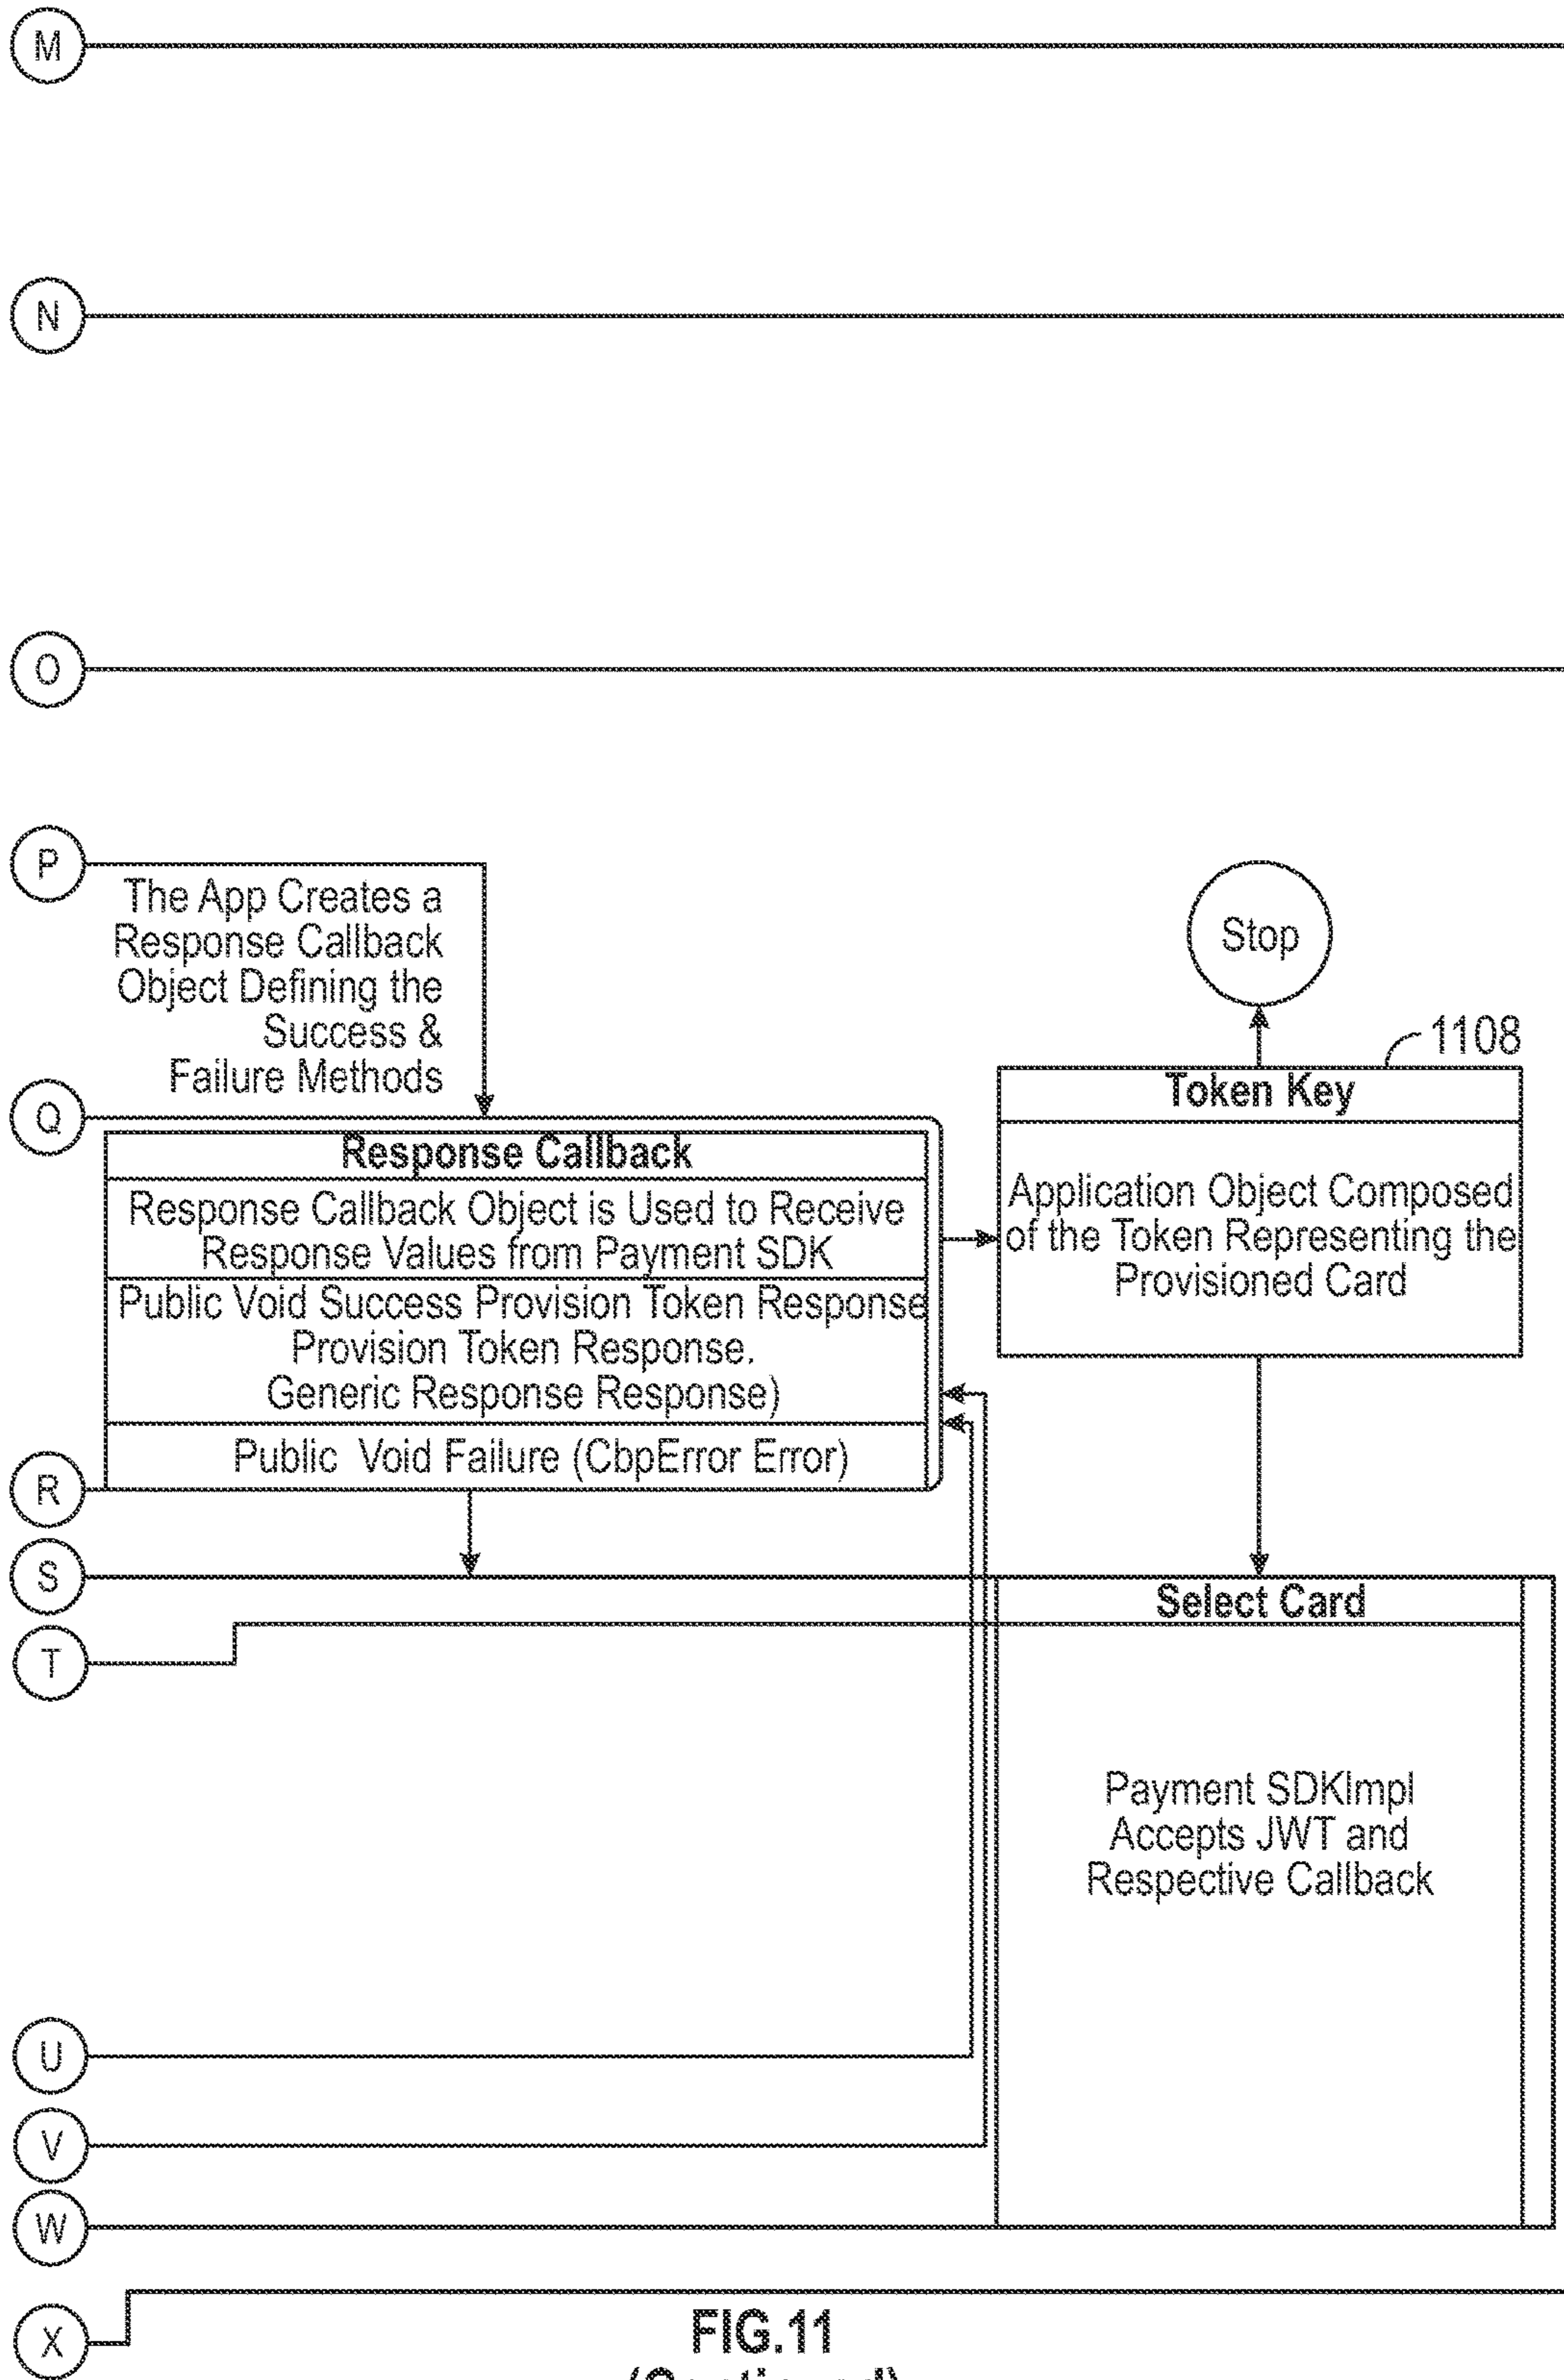 M
N
O
P
The App Creates a
Response Callback
Object Defining the
Success &
Failure Methods
Stop
1108
Token Key
Application Object Composed
of the Token Representing the
Provisioned Card
Q
Response Callback
Response Callback Object is Used to Receive
Response Values from Payment SDK
Public Void Success Provision Token Response
Provision Token Response.
Generic Response Response)
Public Void Failure (CbpError Error)
R
S
Select Card
T
Payment SDKImpl
Accepts JWT and
Respective Callback
U
V
W
X
FIG.11
(Continued)